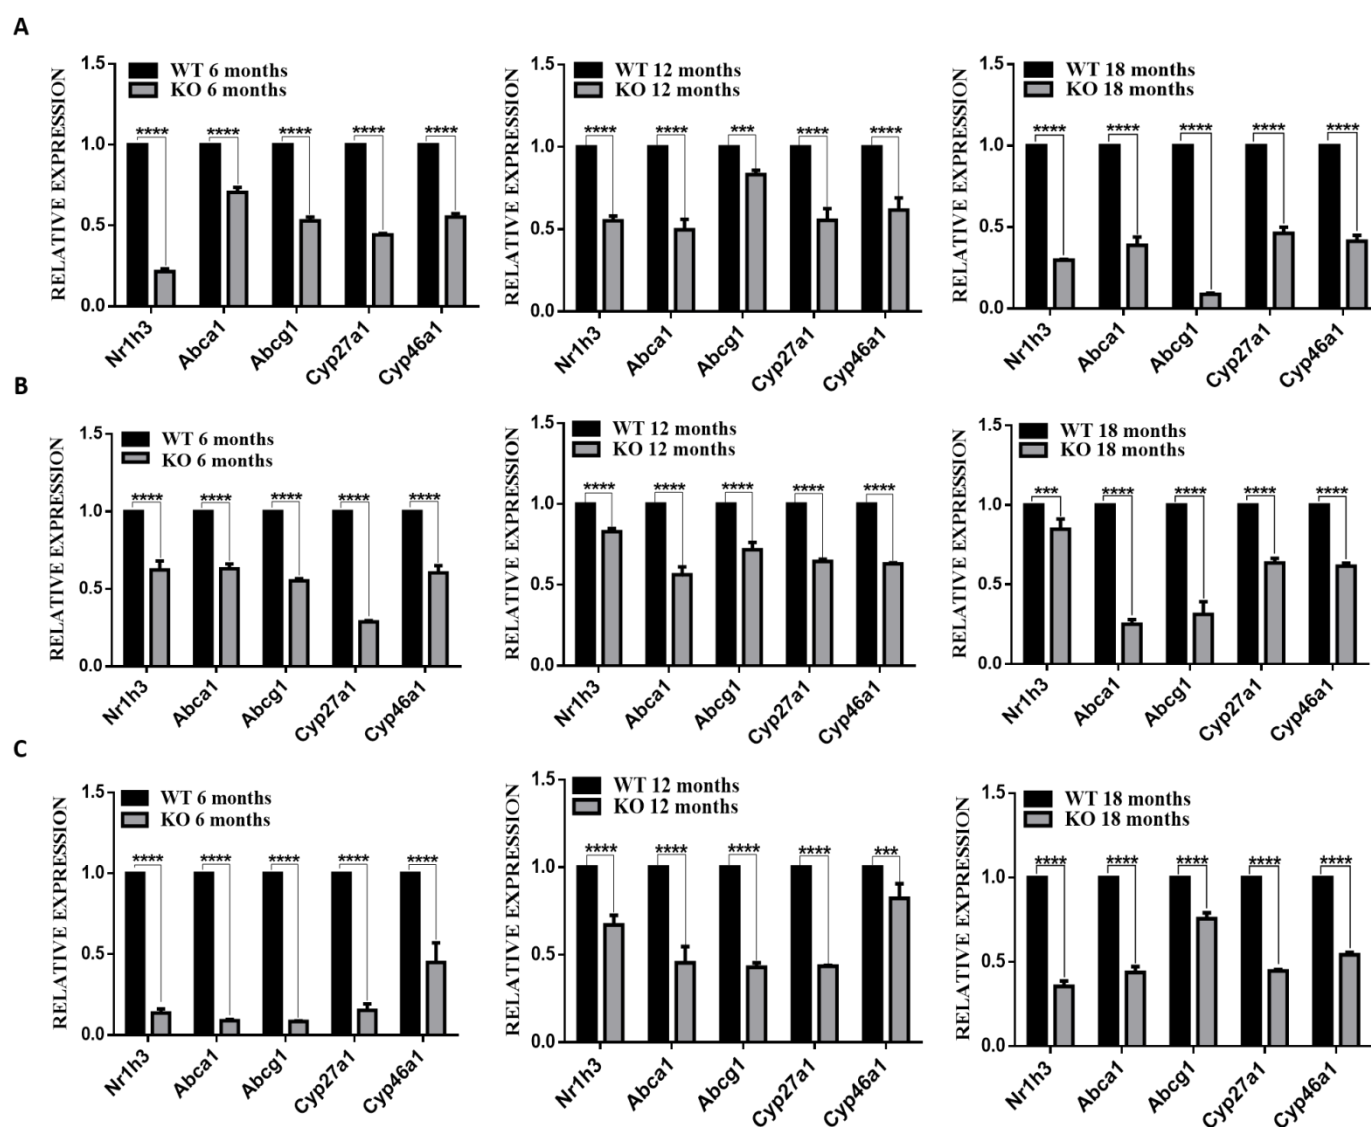 A
RELATIVE EXPRESSION
1.5
1.0
0.5
0.0
WT 6 months
KO 6 months
**** **** **** **** ****
Nr1h3 Abca1 Abcg1 Cyp27a1 Cyp46a1
RELATIVE EXPRESSION
1.5
1.0
0.5
0.0
WT 12 months
KO 12 months
**** **** *** **** ****
Nr1h3 Abca1 Abcg1 Cyp27a1 Cyp46a1
RELATIVE EXPRESSION
1.5
1.0
0.5
0.0
WT 18 months
KO 18 months
**** **** **** **** ****
Nr1h3 Abca1 Abcg1 Cyp27a1 Cyp46a1
B
RELATIVE EXPRESSION
1.5
1.0
0.5
0.0
WT 6 months
KO 6 months
**** **** **** **** ****
Nr1h3 Abca1 Abcg1 Cyp27a1 Cyp46a1
RELATIVE EXPRESSION
1.5
1.0
0.5
0.0
WT 12 months
KO 12 months
**** **** **** **** ****
Nr1h3 Abca1 Abcg1 Cyp27a1 Cyp46a1
RELATIVE EXPRESSION
1.5
1.0
0.5
0.0
WT 18 months
KO 18 months
*** **** **** **** ****
Nr1h3 Abca1 Abcg1 Cyp27a1 Cyp46a1
C
RELATIVE EXPRESSION
1.5
1.0
0.5
0.0
WT 6 months
KO 6 months
**** **** **** **** ****
Nr1h3 Abca1 Abcg1 Cyp27a1 Cyp46a1
RELATIVE EXPRESSION
1.5
1.0
0.5
0.0
WT 12 months
KO 12 months
**** **** **** **** ***
Nr1h3 Abca1 Abcg1 Cyp27a1 Cyp46a1
RELATIVE EXPRESSION
1.5
1.0
0.5
0.0
WT 18 months
KO 18 months
**** **** **** **** ****
Nr1h3 Abca1 Abcg1 Cyp27a1 Cyp46a1